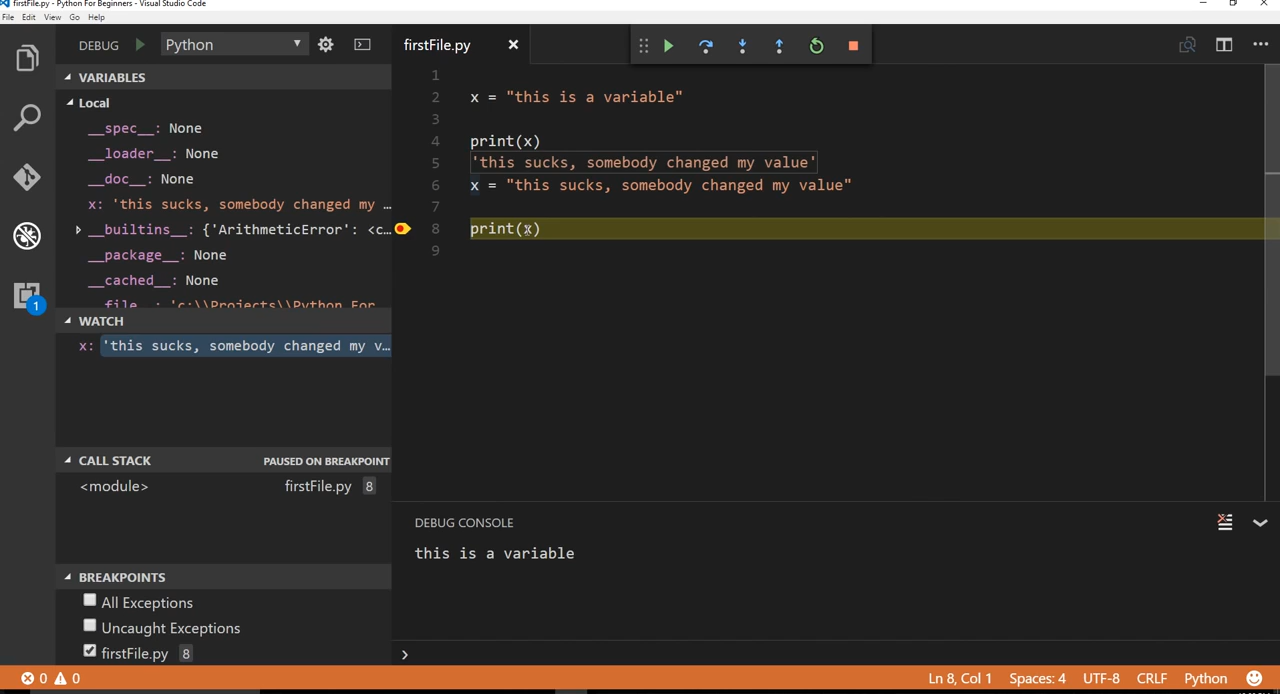 firstFile.py - Python For Beginners - Visual Studio Code
File Edit View Go Help
DEBUG Python
VARIABLES
Local
__spec__: None
__loader__: None
__doc__: None
x: 'this sucks, somebody changed my …
__builtins__: {'ArithmeticError': <c…
__package__: None
__cached__: None
__file__: 'c:\\Projects\\Python For
WATCH
x: 'this sucks, somebody changed my v…
CALL STACK PAUSED ON BREAKPOINT
<module> firstFile.py 8
BREAKPOINTS
All Exceptions
Uncaught Exceptions
firstFile.py 8
firstFile.py
1
2 x = "this is a variable"
3
4 print(x)
5 'this sucks, somebody changed my value'
6 x = "this sucks, somebody changed my value"
7
8 print(x)
9
DEBUG CONSOLE
this is a variable
1
0 0
Ln 8, Col 1 Spaces: 4 UTF-8 CRLF Python